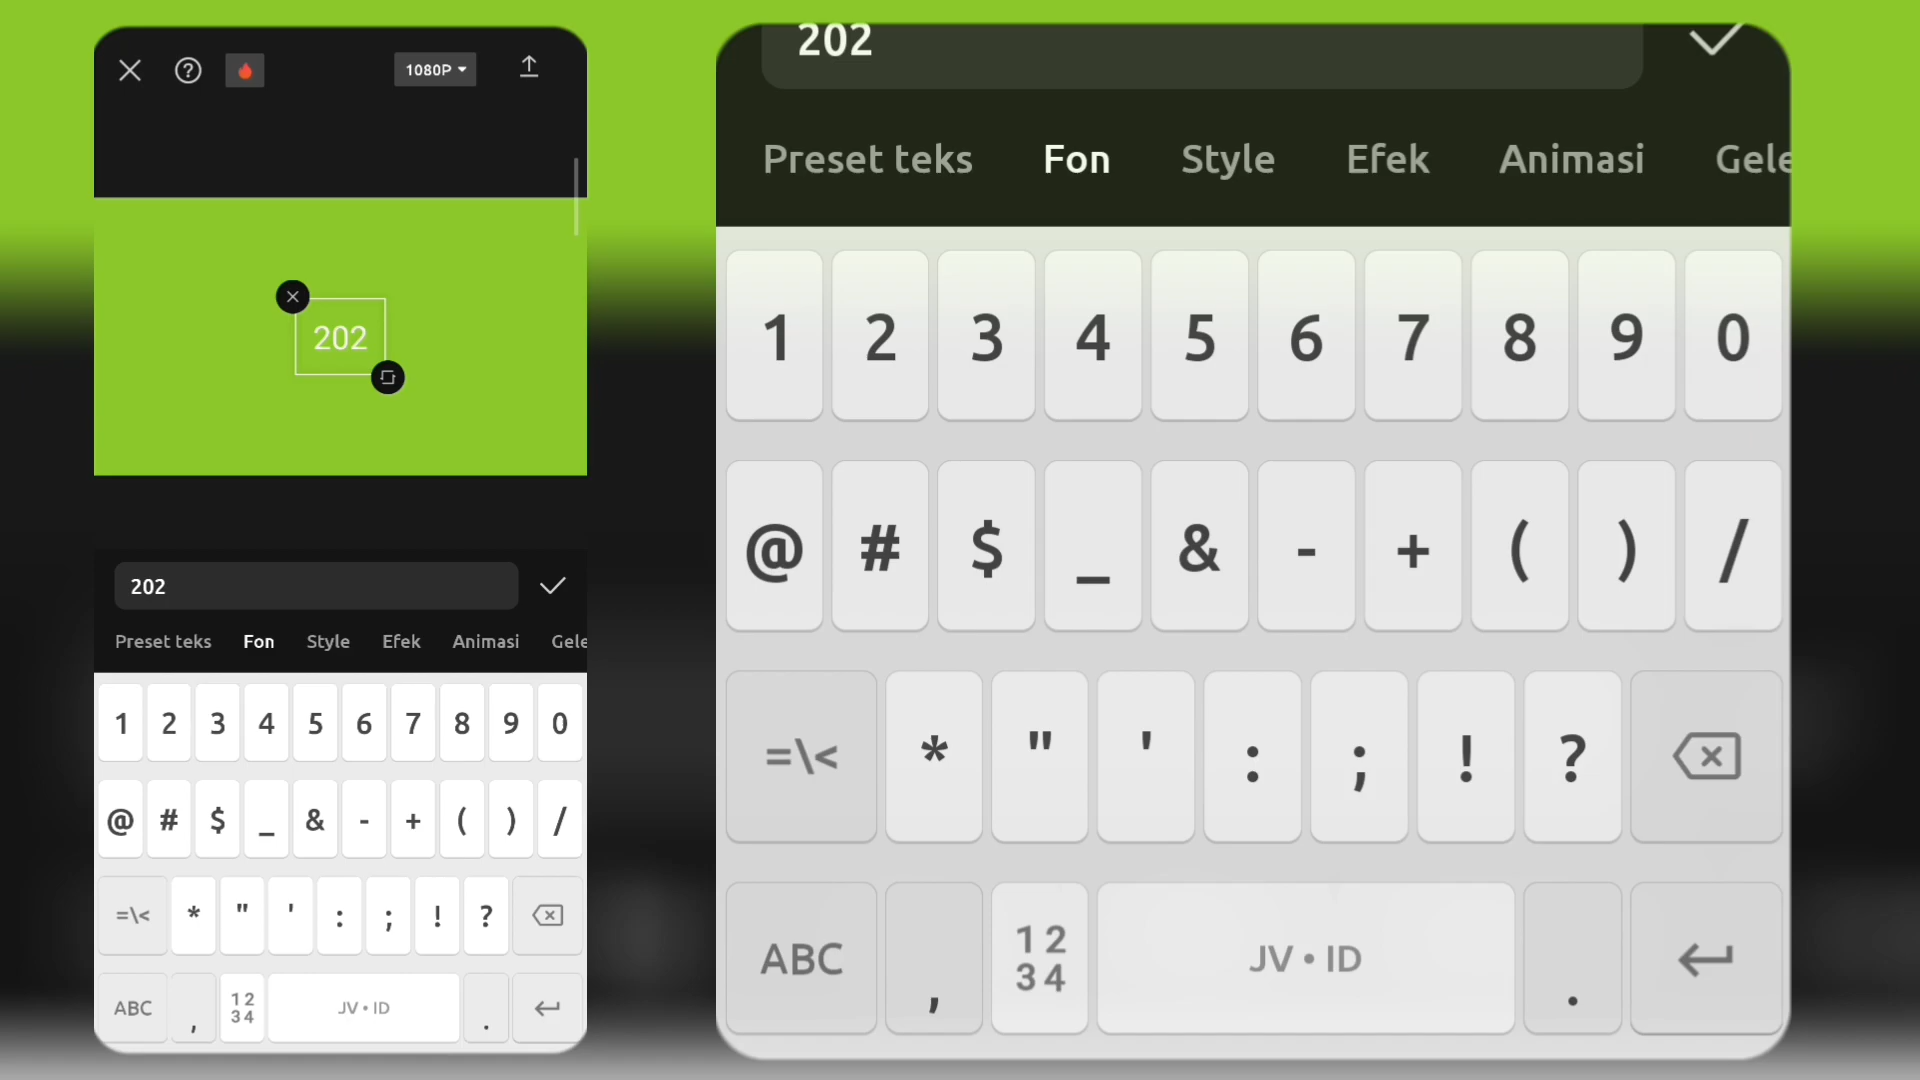 1080P
202
202
Preset teks Fon Style Efek Animasi Gele
1 2 3 4 5 6 7 8 9 0
@ # $ _ & - + ( ) /
=\< * " ' : ; ! ?
ABC , 12 34 JV • ID .
202
Preset teks Fon Style Efek Animasi Gele
1 2 3 4 5 6 7 8 9 0
@ # $ _ & - + ( ) /
=\< * " ' : ; ! ?
ABC , 12 34 JV • ID .